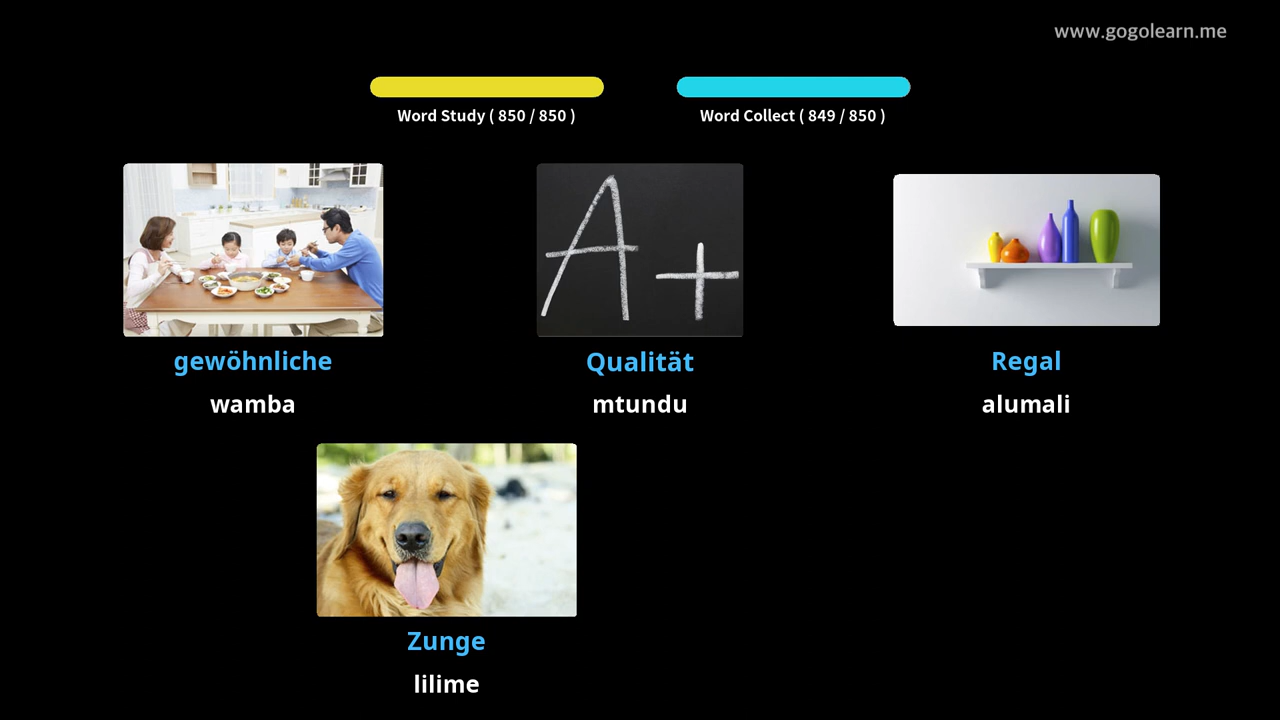 www.gogolearn.me
Word Study ( 850 / 850 )
Word Collect ( 849 / 850 )
A+
gewöhnliche
Qualität
Regal
wamba
mtundu
alumali
Zunge
lilime